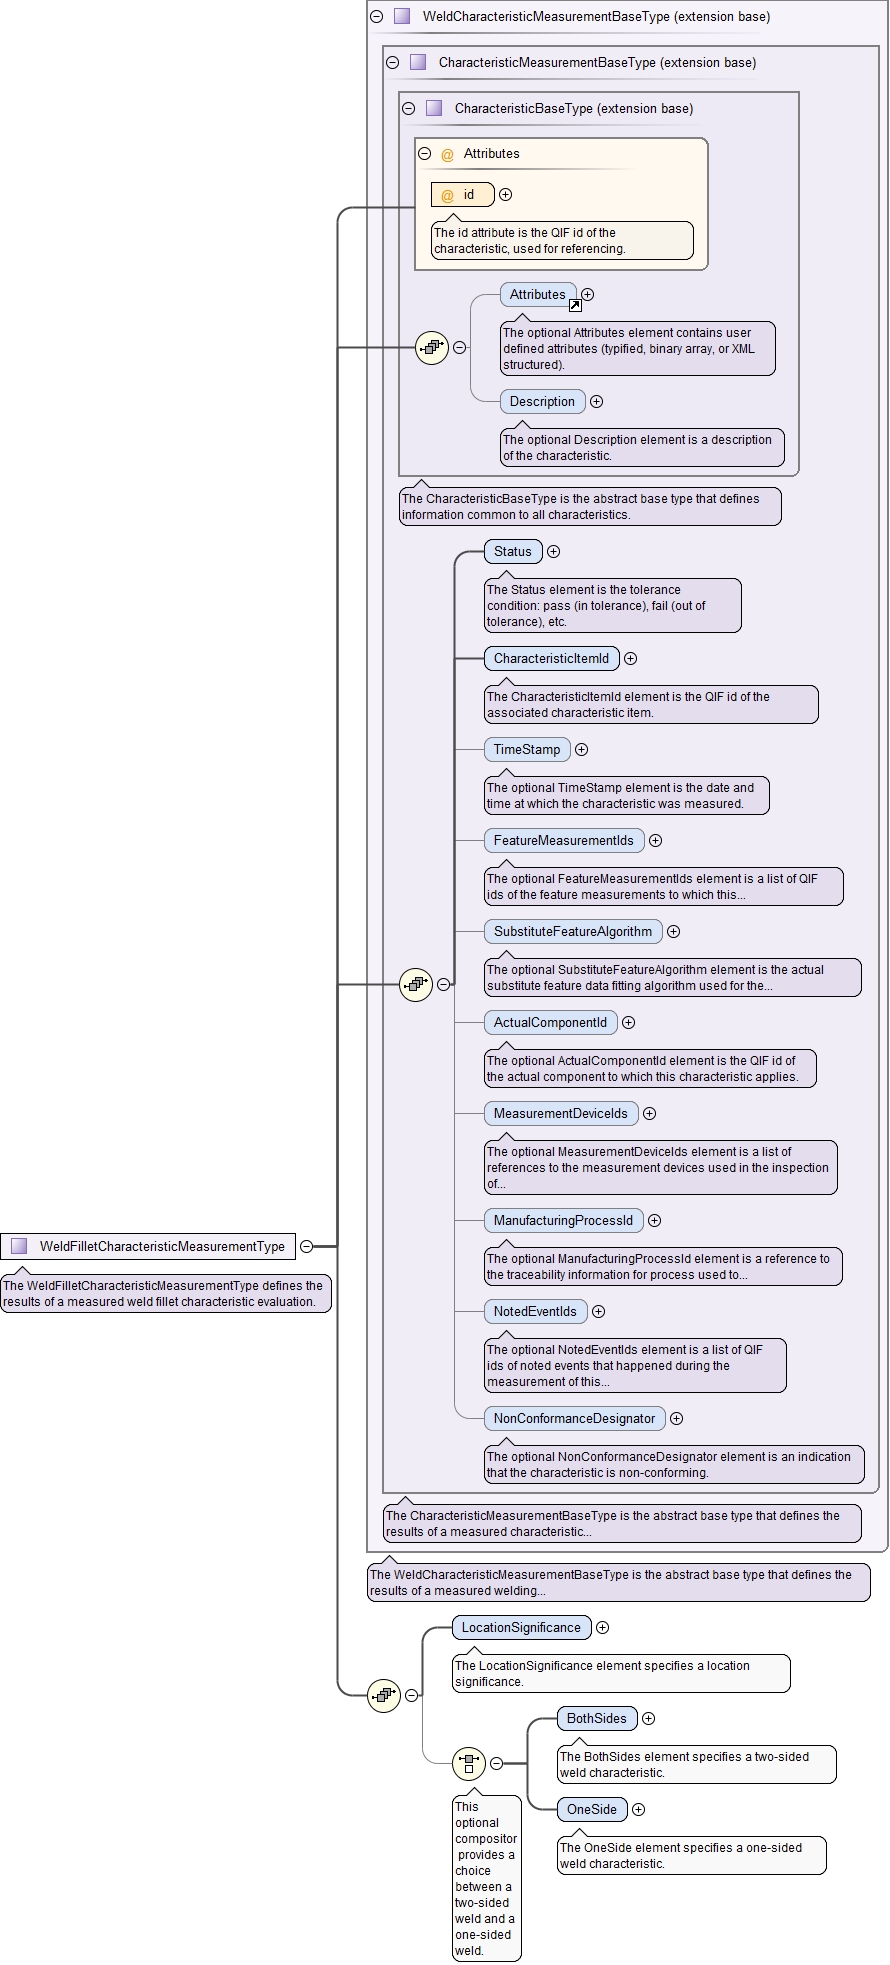 WeldCharacteristicMeasurementBaseType (extension base)
CharacteristicMeasurementBaseType (extension base)
CharacteristicBaseType (extension base)
@ Attributes
@ id
The id attribute is the QIF id of the
characteristic, used for referencing.
Attributes
The optional Attributes element contains user
defined attributes (typified, binary array, or XML
structured).
Description
The optional Description element is a description
of the characteristic.
The CharacteristicBaseType is the abstract base type that defines
information common to all characteristics.
Status
The Status element is the tolerance
condition: pass (in tolerance), fail (out of
tolerance), etc.
CharacteristicItemId
The CharacteristicItemId element is the QIF id of the
associated characteristic item.
TimeStamp
The optional TimeStamp element is the date and
time at which the characteristic was measured.
FeatureMeasurementIds
The optional FeatureMeasurementIds element is a list of QIF
ids of the feature measurements to which this...
SubstituteFeatureAlgorithm
The optional SubstituteFeatureAlgorithm element is the actual
substitute feature data fitting algorithm used for the...
ActualComponentId
The optional ActualComponentId element is the QIF id of
the actual component to which this characteristic applies.
MeasurementDeviceIds
The optional MeasurementDeviceIds element is a list of
references to the measurement devices used in the inspection
of...
ManufacturingProcessId
The optional ManufacturingProcessId element is a reference to
the traceability information for process used to...
WeldFilletCharacteristicMeasurementType
The WeldFilletCharacteristicMeasurementType defines the
results of a measured weld fillet characteristic evaluation.
NotedEventIds
The optional NotedEventIds element is a list of QIF
ids of noted events that happened during the
measurement of this...
NonConformanceDesignator
The optional NonConformanceDesignator element is an indication
that the characteristic is non-conforming.
The CharacteristicMeasurementBaseType is the abstract base type that defines the
results of a measured characteristic...
The WeldCharacteristicMeasurementBaseType is the abstract base type that defines the
results of a measured welding...
LocationSignificance
The LocationSignificance element specifies a location
significance.
BothSides
The BothSides element specifies a two-sided
weld characteristic.
OneSide
The OneSide element specifies a one-sided
weld characteristic.
This
optional
compositor
provides a
choice
between a
two-sided
weld and a
one-sided
weld.